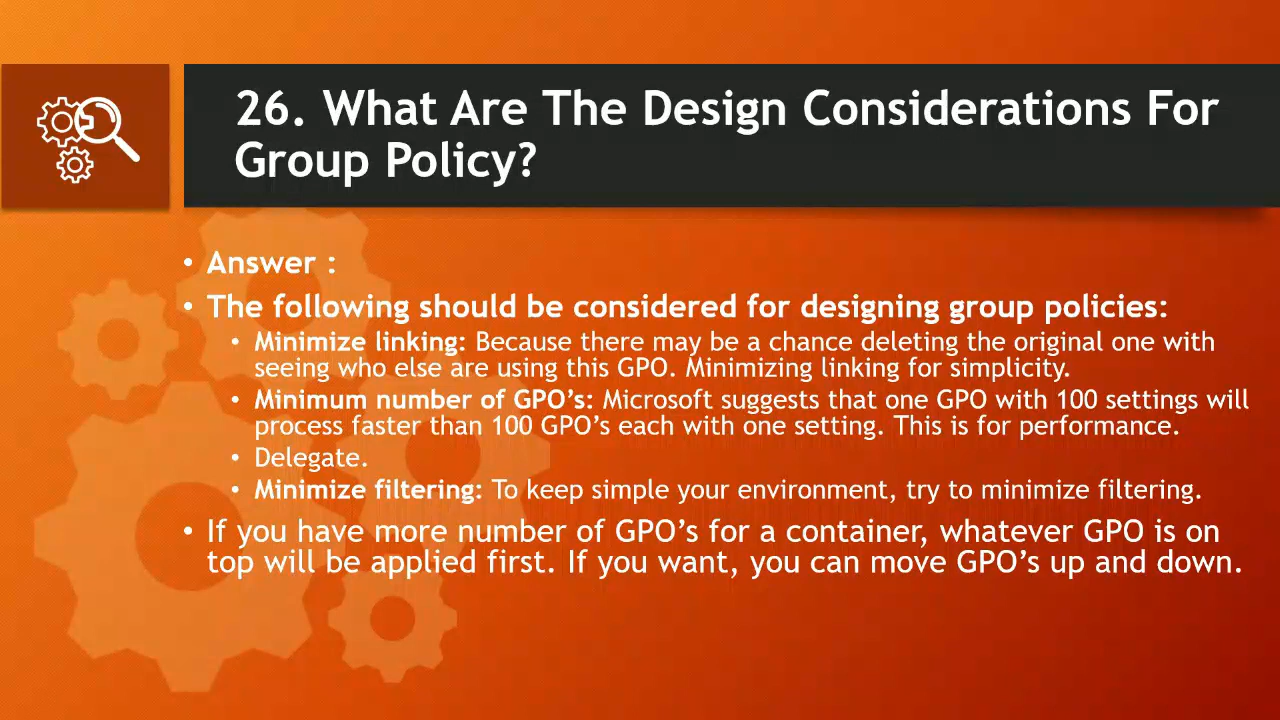 26. What Are The Design Considerations For
Group Policy?
• Answer :
• The following should be considered for designing group policies:
• Minimize linking: Because there may be a chance deleting the original one with
seeing who else are using this GPO. Minimizing linking for simplicity.
• Minimum number of GPO’s: Microsoft suggests that one GPO with 100 settings will
process faster than 100 GPO’s each with one setting. This is for performance.
• Delegate.
• Minimize filtering: To keep simple your environment, try to minimize filtering.
• If you have more number of GPO’s for a container, whatever GPO is on
top will be applied first. If you want, you can move GPO’s up and down.